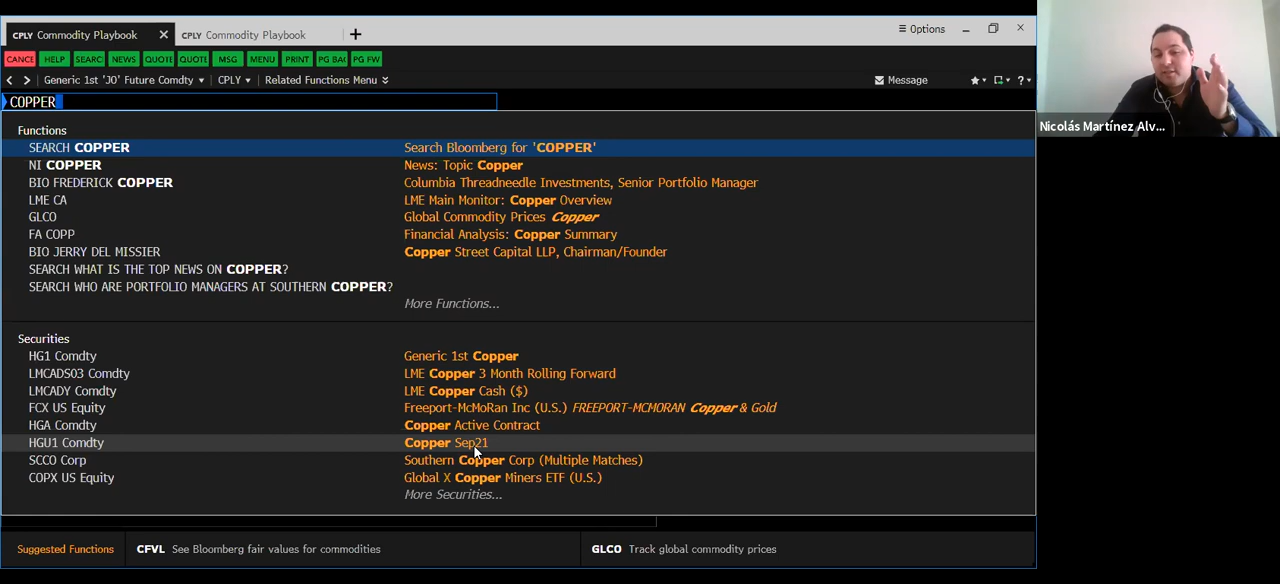 CPLY Commodity Playbook
CPLY Commodity Playbook
Options
CANCE HELP SEARC NEWS QUOTE QUOTE MSG MENU PRINT PG BAC PG FW
Generic 1st 'JO' Future Comdty CPLY Related Functions Menu Message ?
COPPER
Functions
SEARCH COPPER Search Bloomberg for 'COPPER'
NI COPPER News: Topic Copper
BIO FREDERICK COPPER Columbia Threadneedle Investments, Senior Portfolio Manager
LME CA LME Main Monitor: Copper Overview
GLCO Global Commodity Prices Copper
FA COPP Financial Analysis: Copper Summary
BIO JERRY DEL MISSIER Copper Street Capital LLP, Chairman/Founder
SEARCH WHAT IS THE TOP NEWS ON COPPER?
SEARCH WHO ARE PORTFOLIO MANAGERS AT SOUTHERN COPPER?
More Functions...
Securities
HG1 Comdty Generic 1st Copper
LMCADS03 Comdty LME Copper 3 Month Rolling Forward
LMCADY Comdty LME Copper Cash ($)
FCX US Equity Freeport-McMoRan Inc (U.S.) FREEPORT-MCMORAN Copper & Gold
HGA Comdty Copper Active Contract
HGU1 Comdty Copper Sep21
SCCO Corp Southern Copper Corp (Multiple Matches)
COPX US Equity Global X Copper Miners ETF (U.S.)
More Securities...
Suggested Functions CFVL See Bloomberg fair values for commodities GLCO Track global commodity prices
Nicolás Martínez Alv...